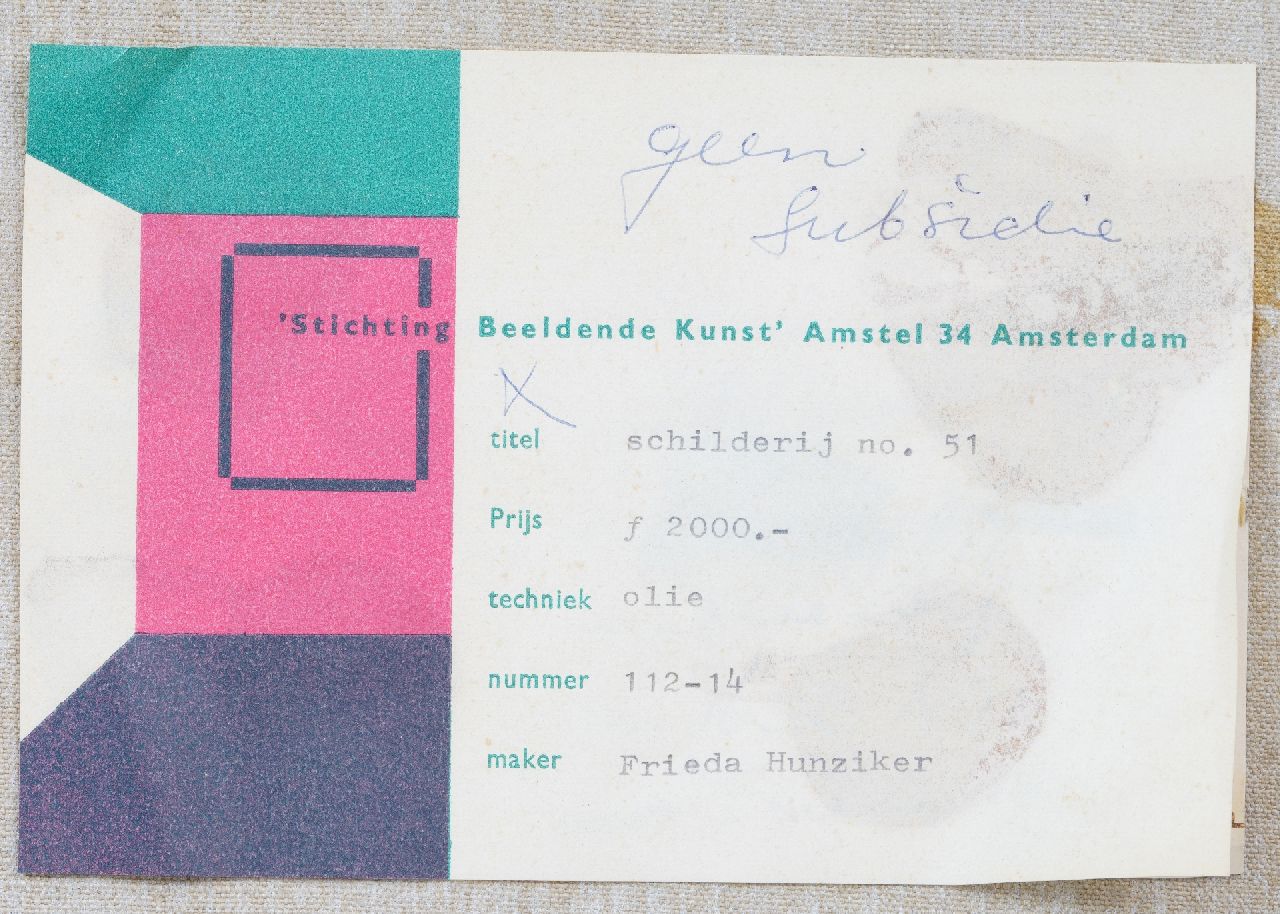 geen
subsidie
'Stichting Beeldende Kunst' Amstel 34 Amsterdam
X
titel schilderij no. 51
Prijs ƒ 2000.-
techniek olie
nummer 112-14
maker Frieda Hunziker